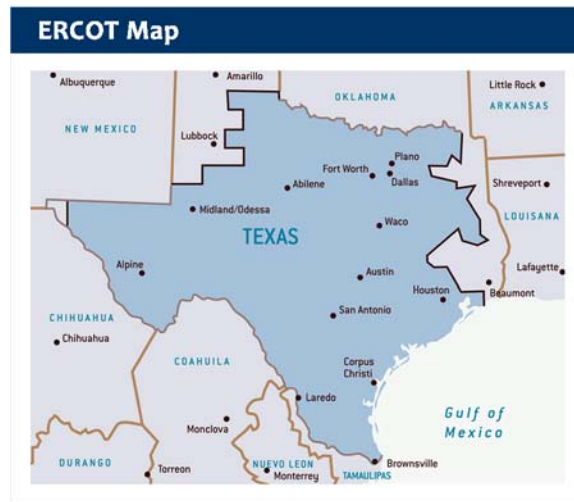 ERCOT Map
Albuquerque
Amarillo
OKLAHOMA
Little Rock
ARKANSAS
NEW MEXICO
Lubbock
Plano
Fort Worth
Dallas
Shreveport
Abilene
LOUISIANA
Midland/Odessa
Waco
TEXAS
Alpine
Austin
Lafayette
Houston
Beaumont
CHIHUAHUA
San Antonio
Chihuahua
COAHUILA
Corpus
Christi
Laredo
Gulf of
Mexico
Monclova
DURANGO
Torreon
NUEVO LEON
Monterrey
TAMAULIPAS
Brownsville